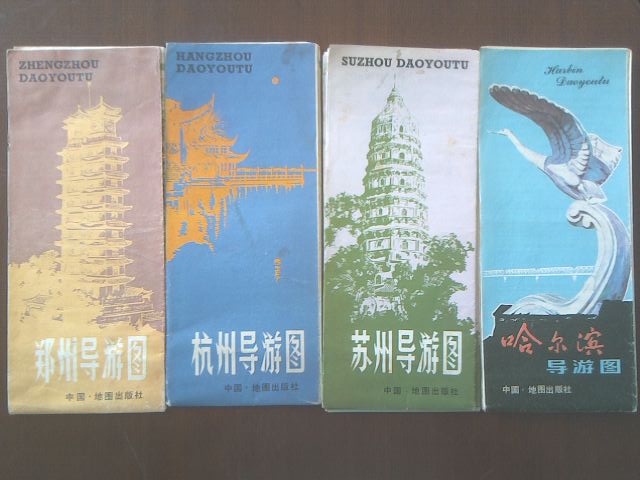 ZHENGZHOU
DAOYOUTU
郑州导游图
中国·地图出版社
HANGZHOU
DAOYOUTU
杭州导游图
中国·地图出版社
SUZHOU DAOYOUTU
苏州导游图
中国·地图出版社
Harbin
Daoyoutu
哈尔滨
导游图
中国·地图出版社